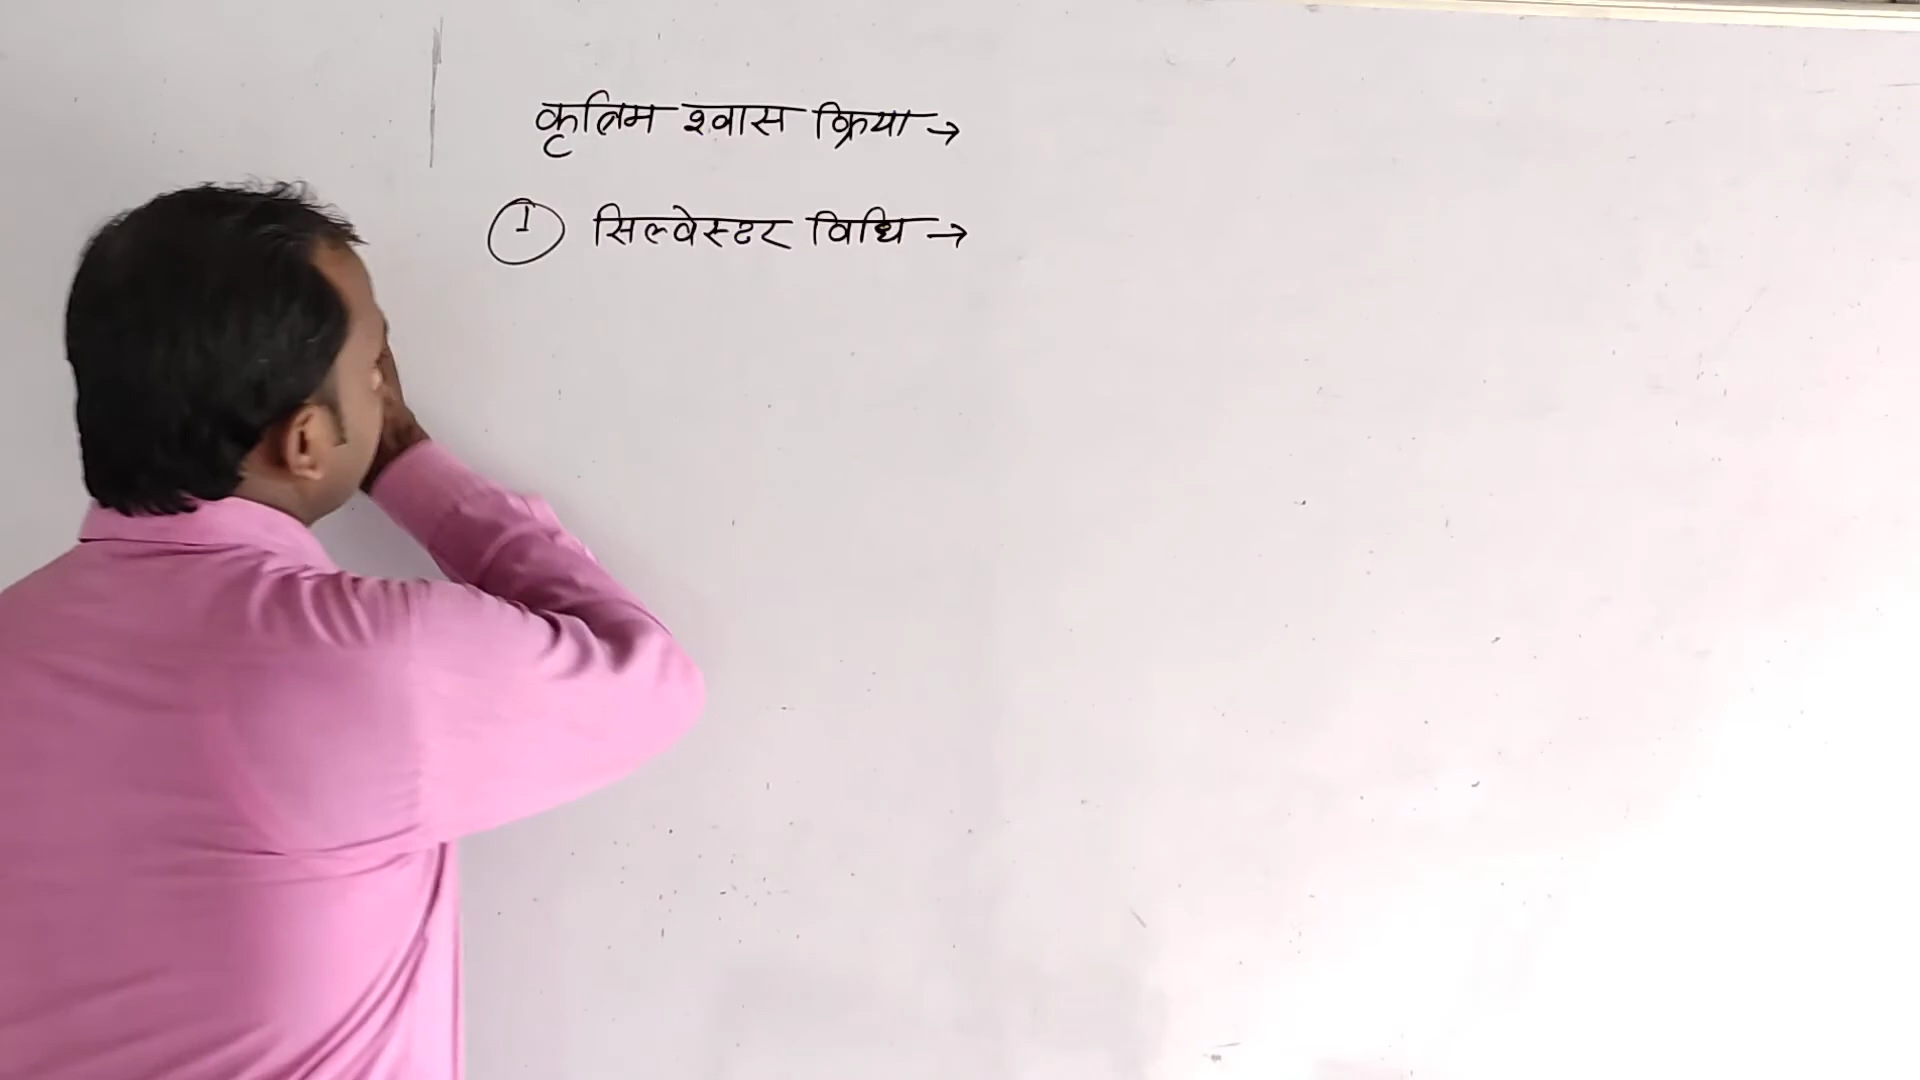 कृत्रिम श्वास क्रिया →
① सिल्वेस्टर विधि →